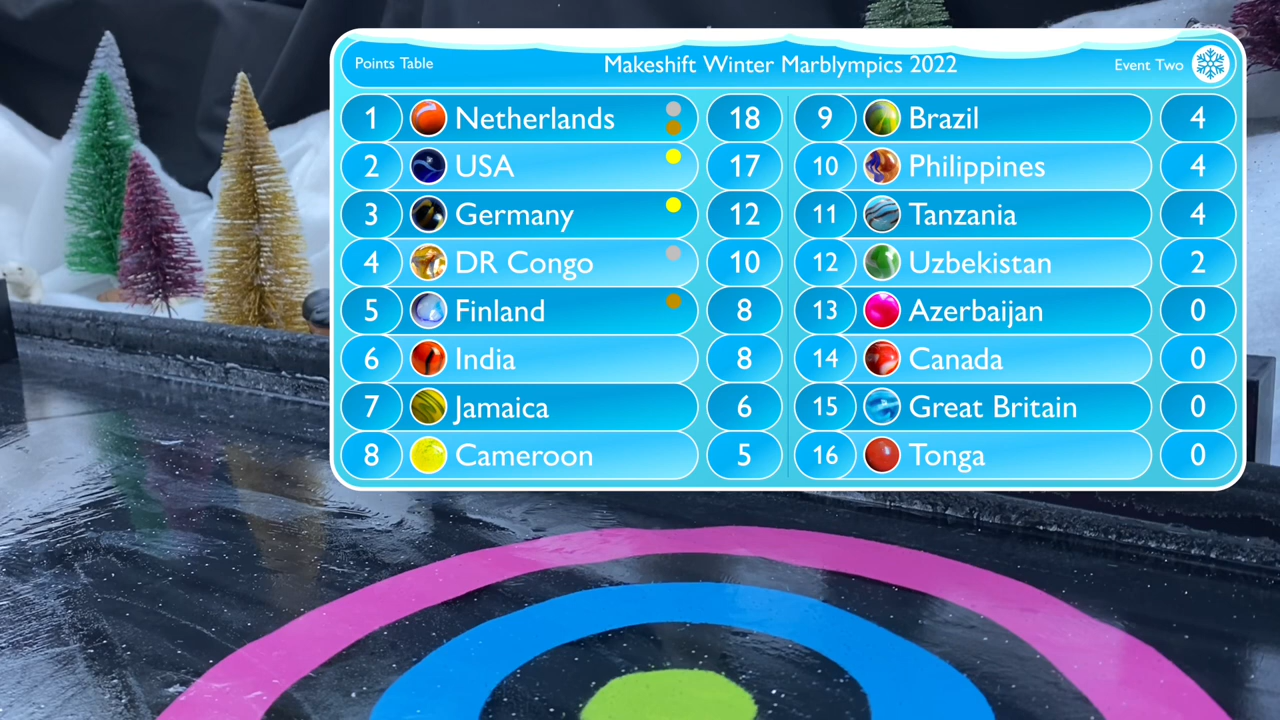 Points Table
Makeshift Winter Marblympics 2022
Event Two
1 Netherlands 18
2 USA 17
3 Germany 12
4 DR Congo 10
5 Finland 8
6 India 8
7 Jamaica 6
8 Cameroon 5
9 Brazil 4
10 Philippines 4
11 Tanzania 4
12 Uzbekistan 2
13 Azerbaijan 0
14 Canada 0
15 Great Britain 0
16 Tonga 0